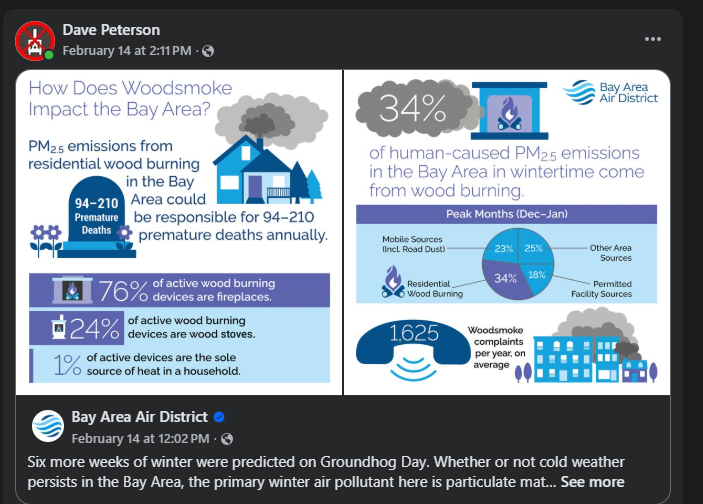 Dave Peterson
February 14 at 2:11 PM ·
How Does Woodsmoke
Impact the Bay Area?
PM2.5 emissions from
residential wood burning
in the Bay
Area could
be responsible for 94–210
premature deaths annually.
94–210
Premature
Deaths
76% of active wood burning
devices are fireplaces.
24% of active wood burning
devices are wood stoves.
1% of active devices are the sole
source of heat in a household.
34%
Bay Area
Air District
of human-caused PM2.5 emissions
in the Bay Area in wintertime come
from wood burning.
Peak Months (Dec–Jan)
Mobile Sources
(Incl. Road Dust)
23%
25%
Other Area
Sources
Residential
Wood Burning
34%
18%
Permitted
Facility Sources
1,625
Woodsmoke
complaints
per year, on
average
Bay Area Air District
February 14 at 12:02 PM ·
Six more weeks of winter were predicted on Groundhog Day. Whether or not cold weather
persists in the Bay Area, the primary winter air pollutant here is particulate mat... See more